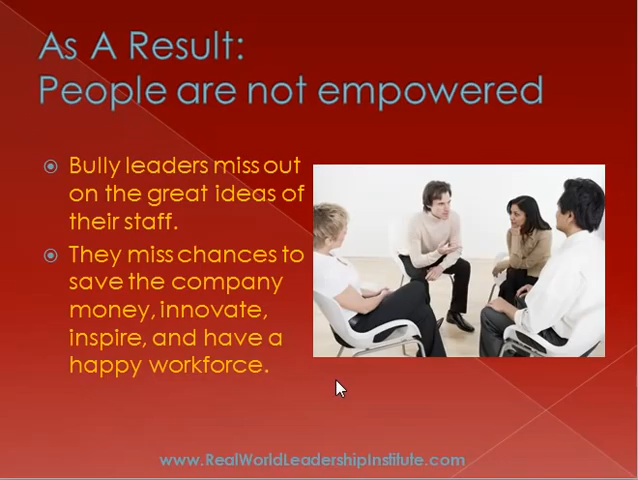 As A Result:
People are not empowered
Bully leaders miss out
on the great ideas of
their staff.
They miss chances to
save the company
money, innovate,
inspire, and have a
happy workforce.
www.RealWorldLeadershipInstitute.com